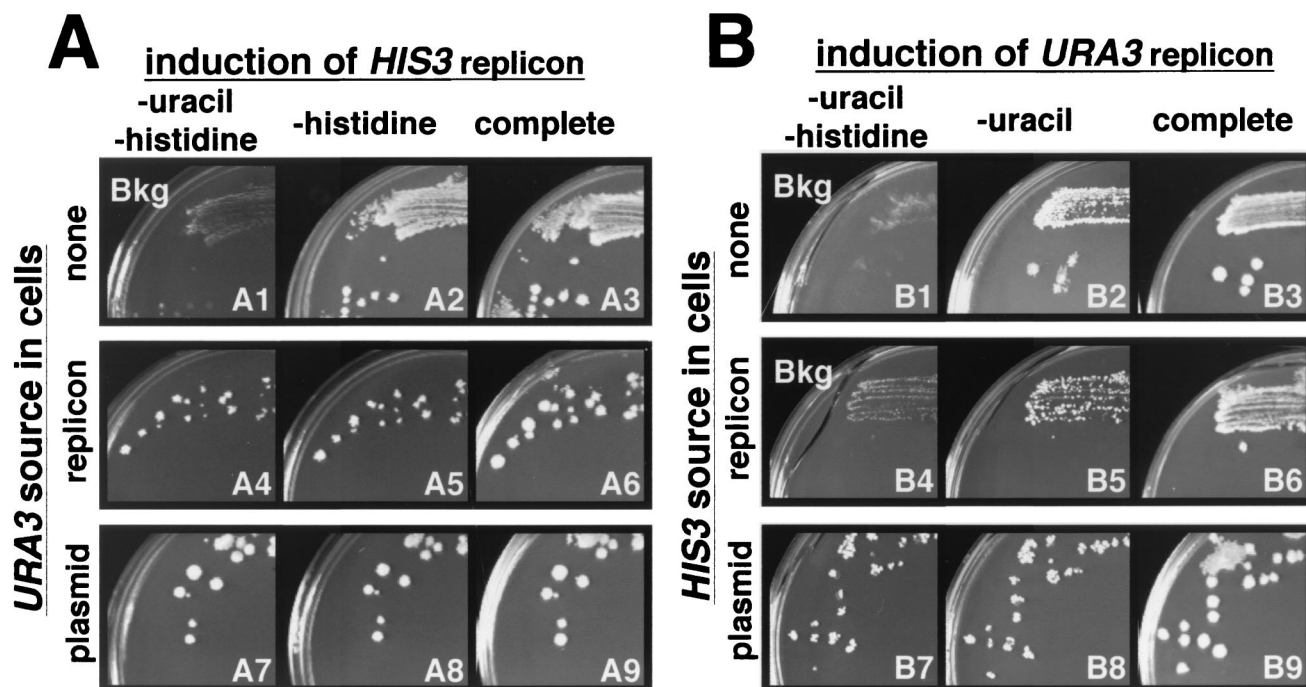 A
induction of HIS3 replicon
-uracil
-histidine
-histidine
complete
URA3 source in cells
none
Bkg
A1
A2
A3
replicon
A4
A5
A6
plasmid
A7
A8
A9
B
induction of URA3 replicon
-uracil
-histidine
-uracil
complete
HIS3 source in cells
none
Bkg
B1
B2
B3
replicon
Bkg
B4
B5
B6
plasmid
B7
B8
B9